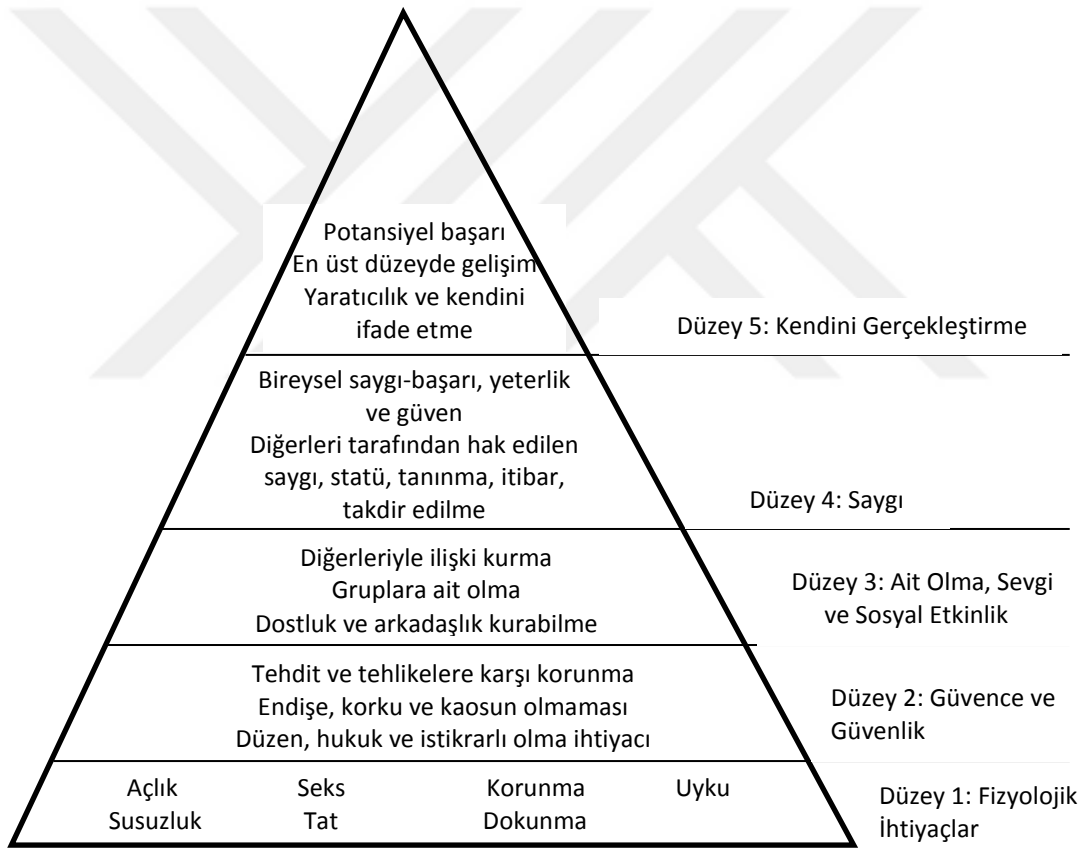 Potansiyel başarı
En üst düzeyde gelişim
Yaratıcılık ve kendini
ifade etme
Düzey 5: Kendini Gerçekleştirme
Bireysel saygı-başarı, yeterlik
ve güven
Diğerleri tarafından hak edilen
saygı, statü, tanınma, itibar,
takdir edilme
Düzey 4: Saygı
Diğerleriyle ilişki kurma
Gruplara ait olma
Dostluk ve arkadaşlık kurabilme
Düzey 3: Ait Olma, Sevgi
ve Sosyal Etkinlik
Tehdit ve tehlikelere karşı korunma
Endişe, korku ve kaosun olmaması
Düzen, hukuk ve istikrarlı olma ihtiyacı
Düzey 2: Güvence ve
Güvenlik
Açlık Seks Korunma Uyku
Susuzluk Tat Dokunma
Düzey 1: Fizyolojik
İhtiyaçlar